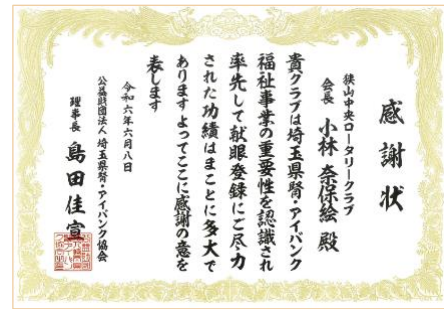 感謝状
狭山中央ロータリークラブ
会長 小林 奈保絵 殿
貴クラブは埼玉県腎・アイバンク
福祉事業の重要性を認識され
率先して献眼登録にご尽力
された功績はまことに多大で
あります よってここに感謝の意を
表します
令和六年六月八日
公益財団法人 埼玉県腎・アイバンク協会
理事長 島田佳宣